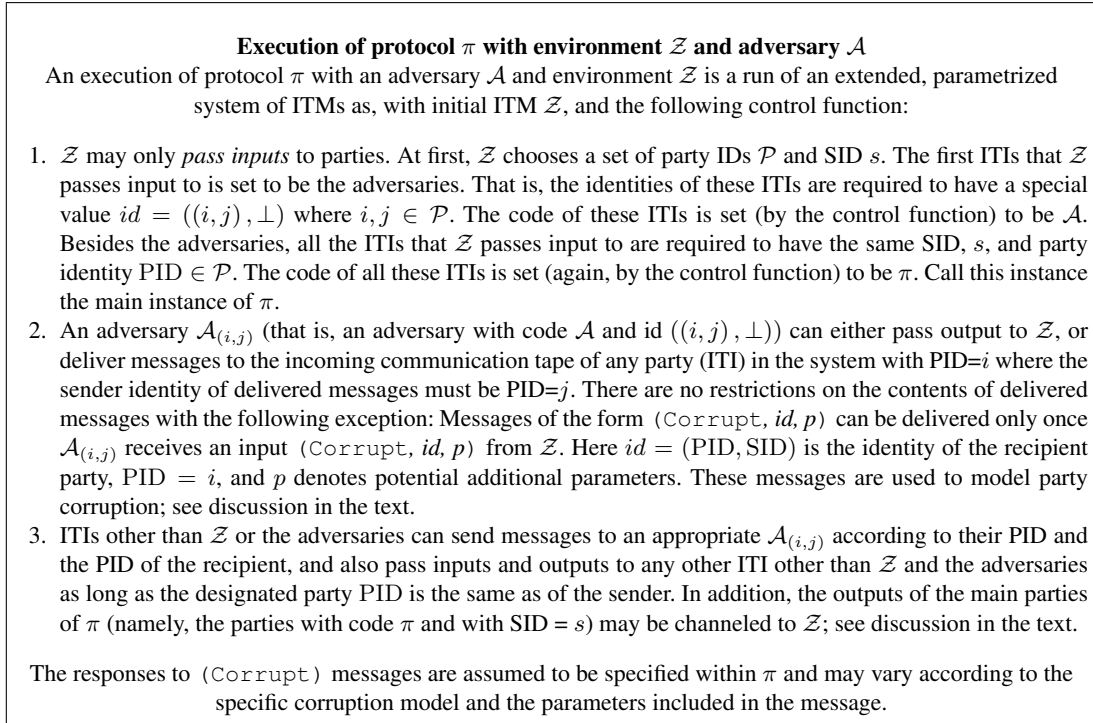 Execution of protocol π with environment 𝒵 and adversary 𝒜
An execution of protocol π with an adversary 𝒜 and environment 𝒵 is a run of an extended, parametrized
system of ITMs as, with initial ITM 𝒵, and the following control function:
1. 𝒵 may only pass inputs to parties. At first, 𝒵 chooses a set of party IDs 𝒫 and SID s. The first ITIs that 𝒵
passes input to is set to be the adversaries. That is, the identities of these ITIs are required to have a special
value id = ((i, j) , ⊥) where i, j ∈ 𝒫. The code of these ITIs is set (by the control function) to be 𝒜.
Besides the adversaries, all the ITIs that 𝒵 passes input to are required to have the same SID, s, and party
identity PID ∈ 𝒫. The code of all these ITIs is set (again, by the control function) to be π. Call this instance
the main instance of π.
2. An adversary 𝒜(i,j) (that is, an adversary with code 𝒜 and id ((i, j) , ⊥)) can either pass output to 𝒵, or
deliver messages to the incoming communication tape of any party (ITI) in the system with PID=i where the
sender identity of delivered messages must be PID=j. There are no restrictions on the contents of delivered
messages with the following exception: Messages of the form (Corrupt, id, p) can be delivered only once
𝒜(i,j) receives an input (Corrupt, id, p) from 𝒵. Here id = (PID, SID) is the identity of the recipient
party, PID = i, and p denotes potential additional parameters. These messages are used to model party
corruption; see discussion in the text.
3. ITIs other than 𝒵 or the adversaries can send messages to an appropriate 𝒜(i,j) according to their PID and
the PID of the recipient, and also pass inputs and outputs to any other ITI other than 𝒵 and the adversaries
as long as the designated party PID is the same as of the sender. In addition, the outputs of the main parties
of π (namely, the parties with code π and with SID = s) may be channeled to 𝒵; see discussion in the text.
The responses to (Corrupt) messages are assumed to be specified within π and may vary according to the
specific corruption model and the parameters included in the message.